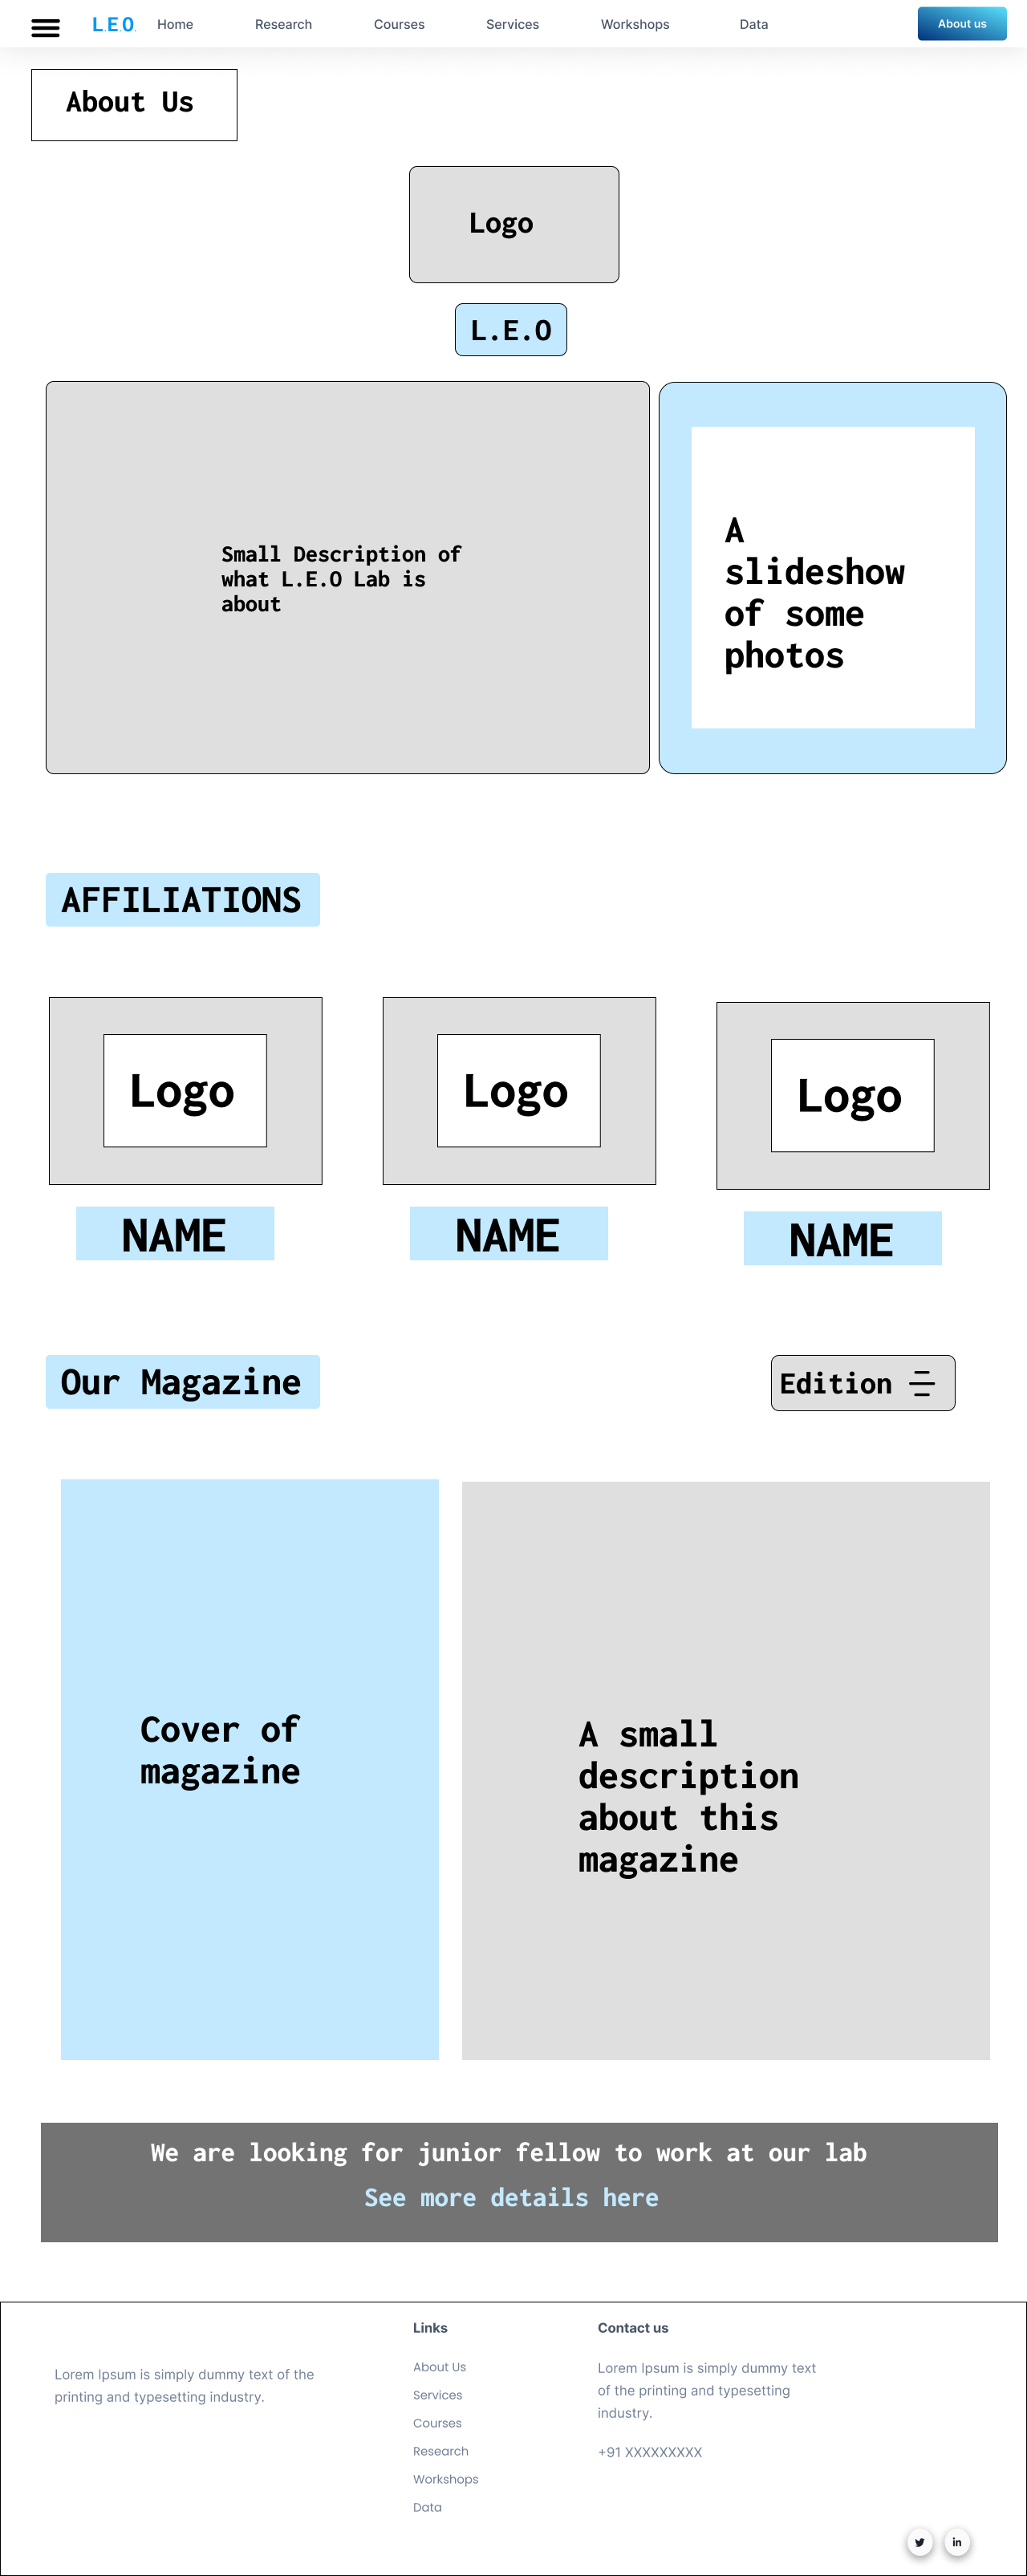 L.E.O. Home Research Courses Services Workshops Data About us
About Us
Logo
L.E.O
Small Description of
what L.E.O Lab is
about
A
slideshow
of some
photos
AFFILIATIONS
Logo Logo Logo
NAME NAME NAME
Our Magazine
Edition
Cover of
magazine
A small
description
about this
magazine
We are looking for junior fellow to work at our lab
See more details here
Lorem Ipsum is simply dummy text of the
printing and typesetting industry.
Links
About Us
Services
Courses
Research
Workshops
Data
Contact us
Lorem Ipsum is simply dummy text
of the printing and typesetting
industry.
+91 XXXXXXXXX
in